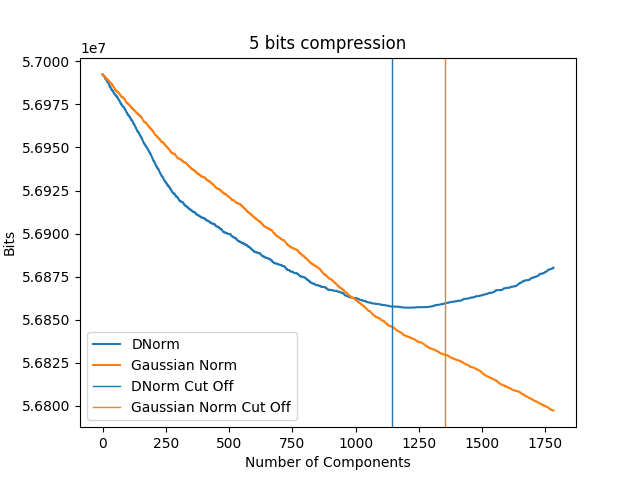 5 bits compression
1e7
5.7000
5.6975
5.6950
5.6925
5.6900
5.6875
5.6850
5.6825
5.6800
Bits
DNorm
Gaussian Norm
DNorm Cut Off
Gaussian Norm Cut Off
0 250 500 750 1000 1250 1500 1750
Number of Components